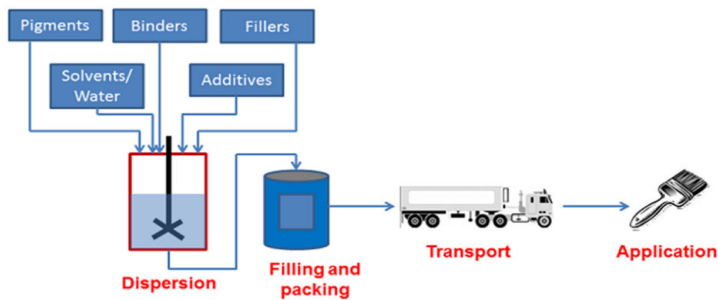 Pigments
Binders
Fillers
Solvents/
Water
Additives
Dispersion
Filling and
packing
Transport
Application